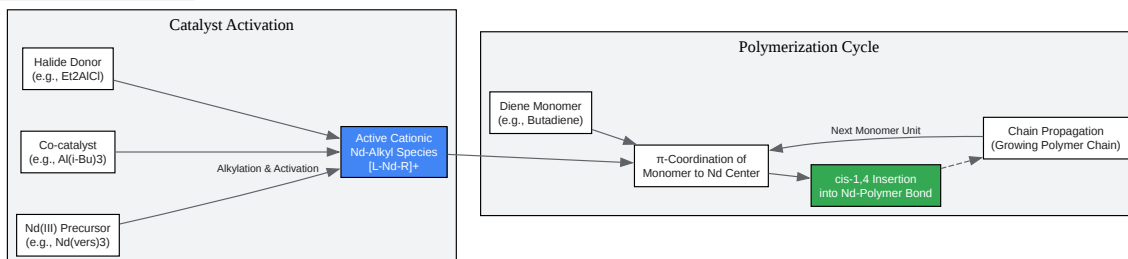 Catalyst Activation
Halide Donor
(e.g., Et2AlCl)
Co-catalyst
(e.g., Al(i-Bu)3)
Nd(III) Precursor
(e.g., Nd(vers)3)
Alkylation & Activation
Active Cationic
Nd-Alkyl Species
[L-Nd-R]+
Polymerization Cycle
Diene Monomer
(e.g., Butadiene)
π-Coordination of
Monomer to Nd Center
cis-1,4 Insertion
into Nd-Polymer Bond
Next Monomer Unit
Chain Propagation
(Growing Polymer Chain)